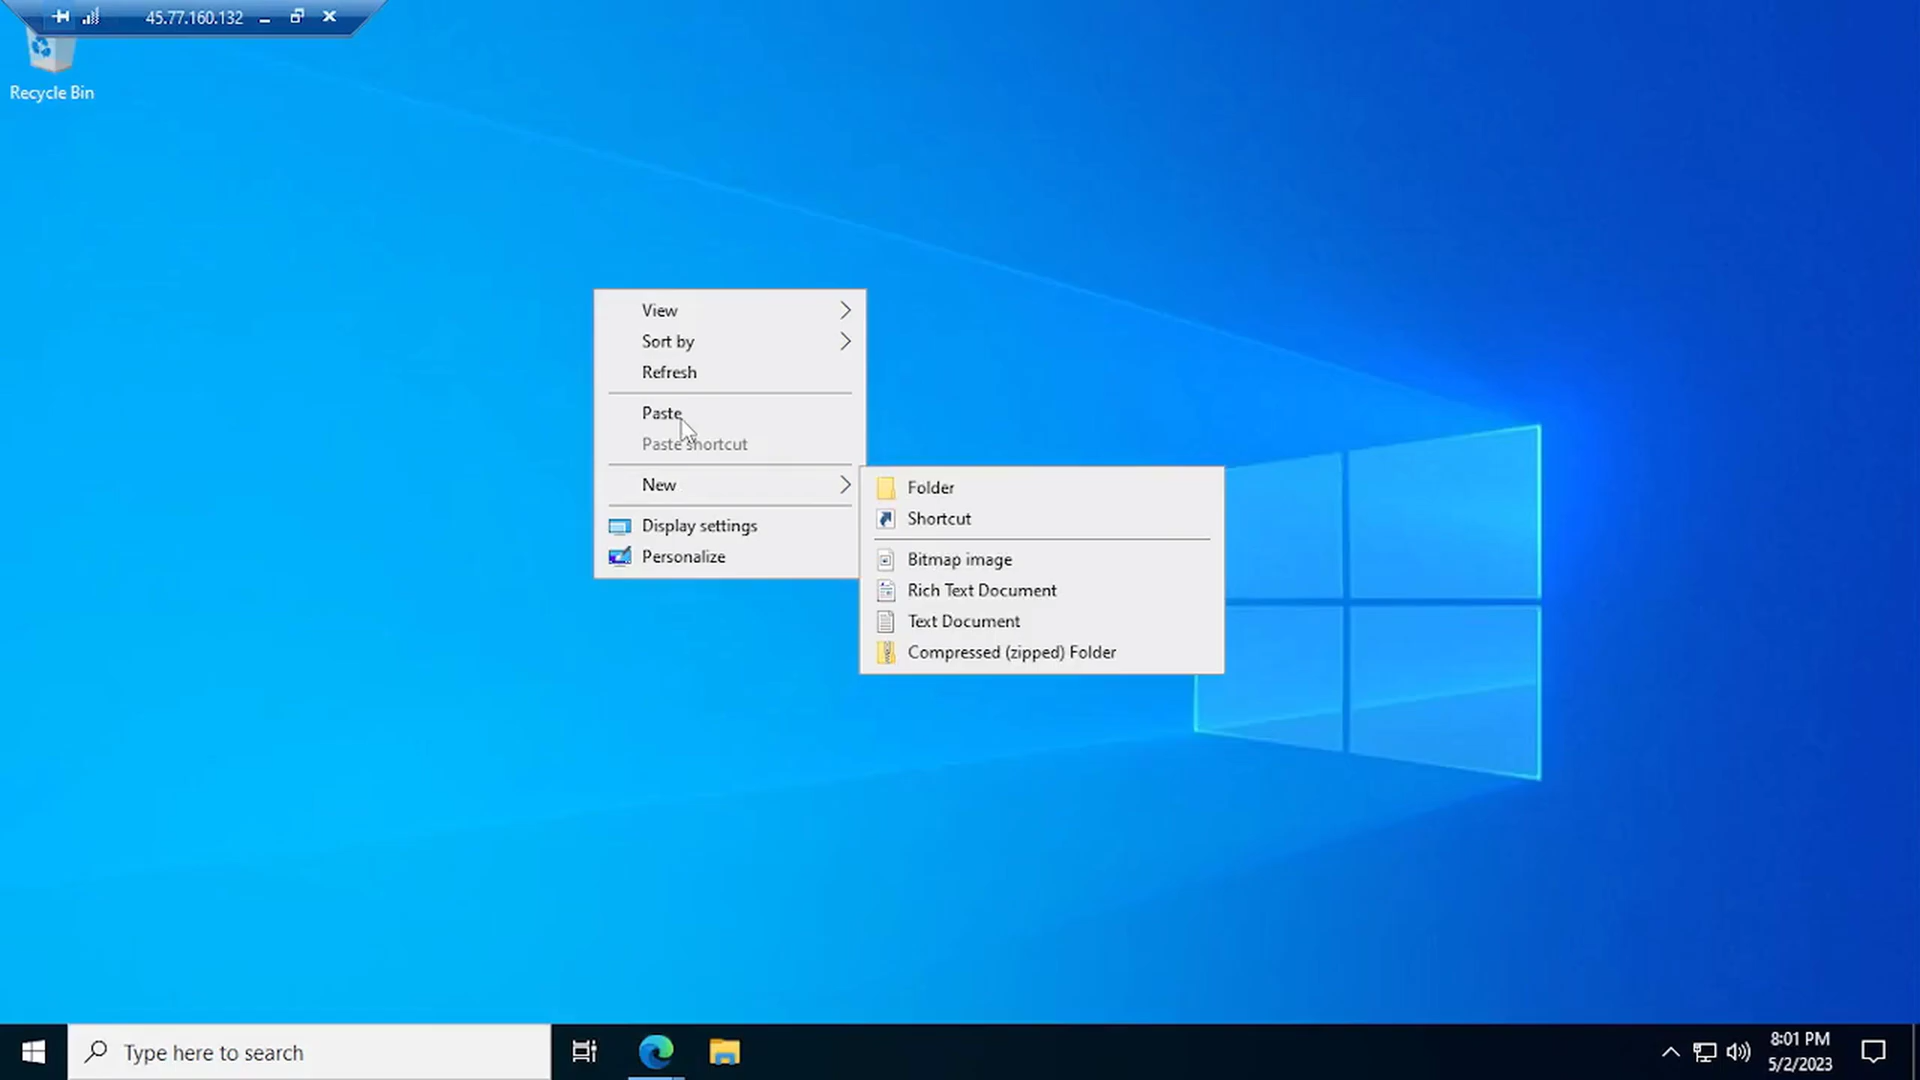 45.77.160.132
Recycle Bin
View
Sort by
Refresh
Paste
Paste shortcut
New
Display settings
Personalize
Folder
Shortcut
Bitmap image
Rich Text Document
Text Document
Compressed (zipped) Folder
Type here to search
8:01 PM
5/2/2023